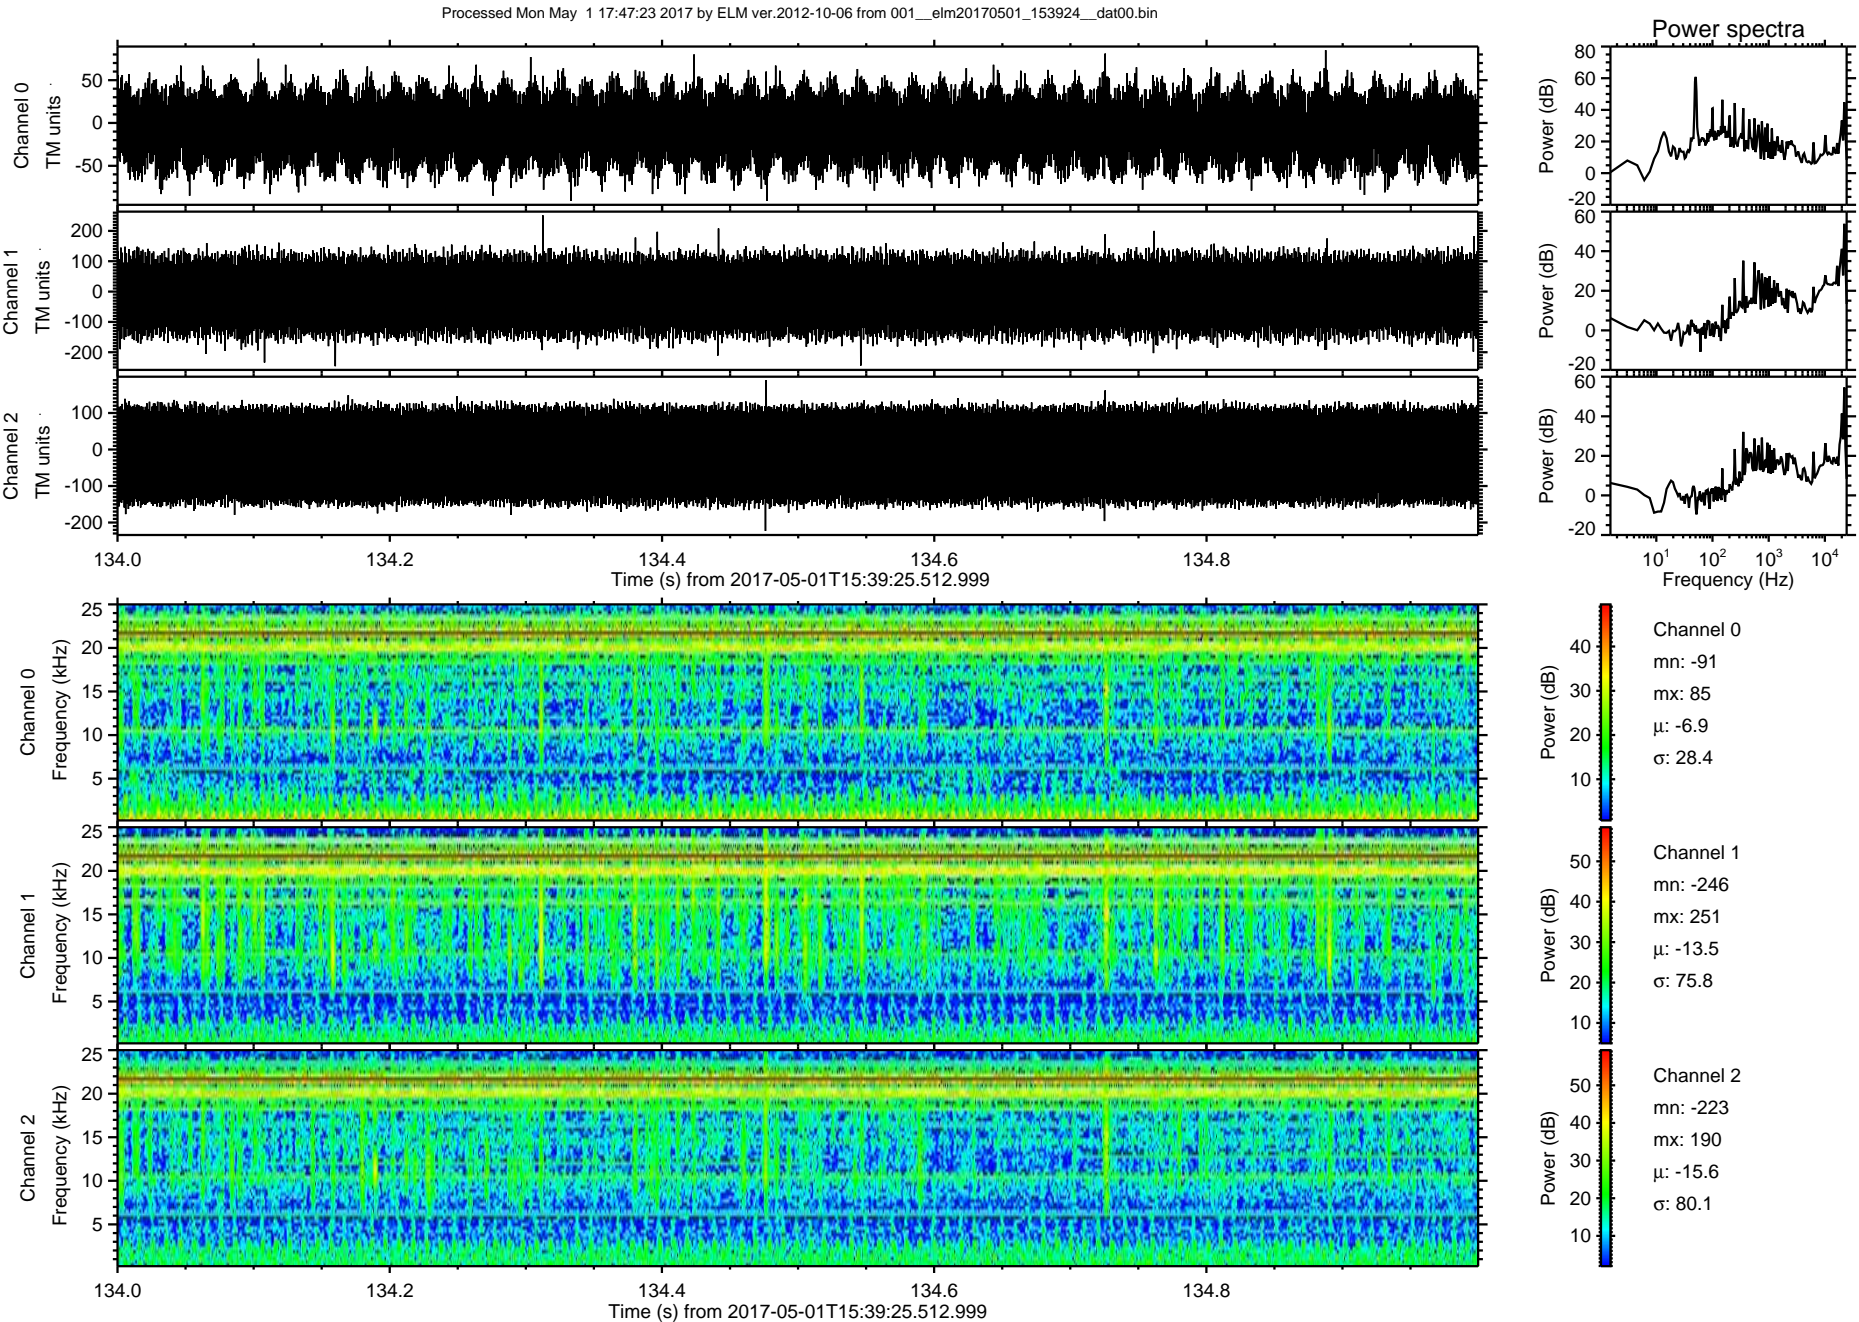 Processed Mon May  1 17:47:23 2017 by ELM ver.2012-10-06 from 001__elm20170501_153924__dat00.bin
Power spectra
Channel 0
TM units
50
0
-50
Power (dB)
80
60
40
20
0
-20
Channel 1
TM units
200
100
0
-100
-200
Power (dB)
60
40
20
0
-20
Channel 2
TM units
100
0
-100
-200
Power (dB)
60
40
20
0
-20
134.0 134.2 134.4 134.6 134.8
Time (s) from 2017-05-01T15:39:25.512.999
10^1 10^2 10^3 10^4
Frequency (Hz)
Channel 0
Frequency (kHz)
25
20
15
10
5
Power (dB)
40
30
20
10
Channel 0
mn: -91
mx: 85
μ: -6.9
σ: 28.4
Channel 1
Frequency (kHz)
25
20
15
10
5
Power (dB)
50
40
30
20
10
Channel 1
mn: -246
mx: 251
μ: -13.5
σ: 75.8
Channel 2
Frequency (kHz)
25
20
15
10
5
Power (dB)
50
40
30
20
10
Channel 2
mn: -223
mx: 190
μ: -15.6
σ: 80.1
134.0 134.2 134.4 134.6 134.8
Time (s) from 2017-05-01T15:39:25.512.999